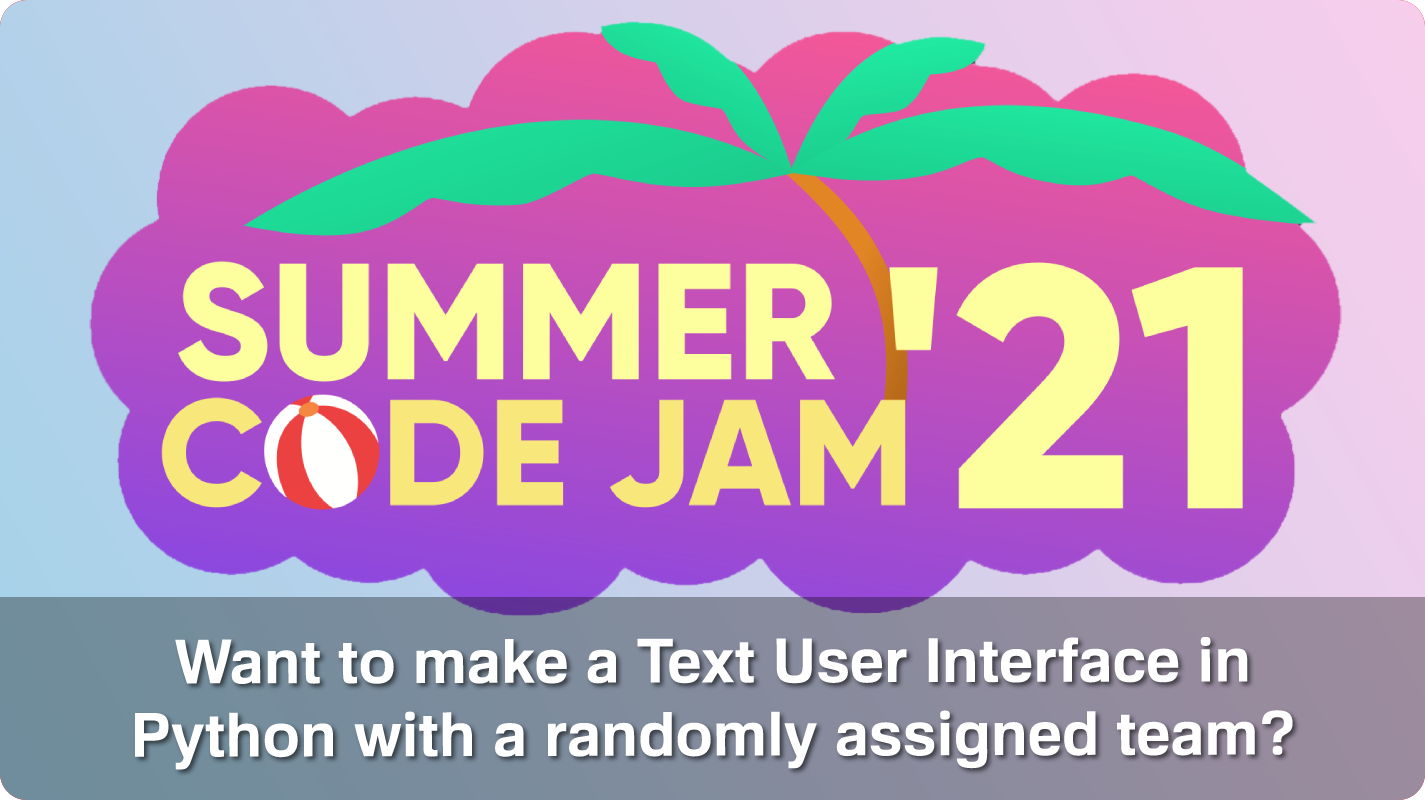 SUMMER
CODE JAM '21
Want to make a Text User Interface in
Python with a randomly assigned team?